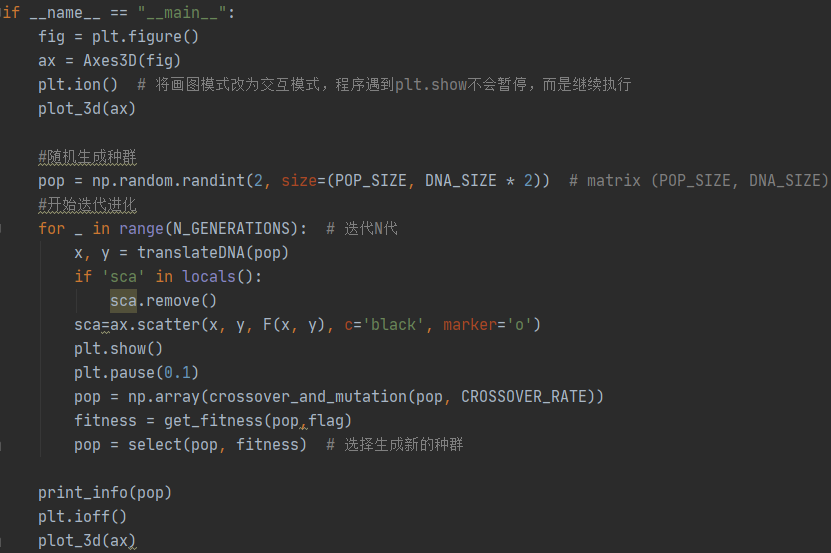 if __name__ == "__main__":
    fig = plt.figure()
    ax = Axes3D(fig)
    plt.ion()  # 将画图模式改为交互模式，程序遇到plt.show不会暂停，而是继续执行
    plot_3d(ax)

    #随机生成种群
    pop = np.random.randint(2, size=(POP_SIZE, DNA_SIZE * 2))  # matrix (POP_SIZE, DNA_SIZE)
    #开始迭代进化
    for _ in range(N_GENERATIONS):  # 迭代N代
        x, y = translateDNA(pop)
        if 'sca' in locals():
            sca.remove()
        sca=ax.scatter(x, y, F(x, y), c='black', marker='o')
        plt.show()
        plt.pause(0.1)
        pop = np.array(crossover_and_mutation(pop, CROSSOVER_RATE))
        fitness = get_fitness(pop,flag)
        pop = select(pop, fitness)  # 选择生成新的种群

    print_info(pop)
    plt.ioff()
    plot_3d(ax)